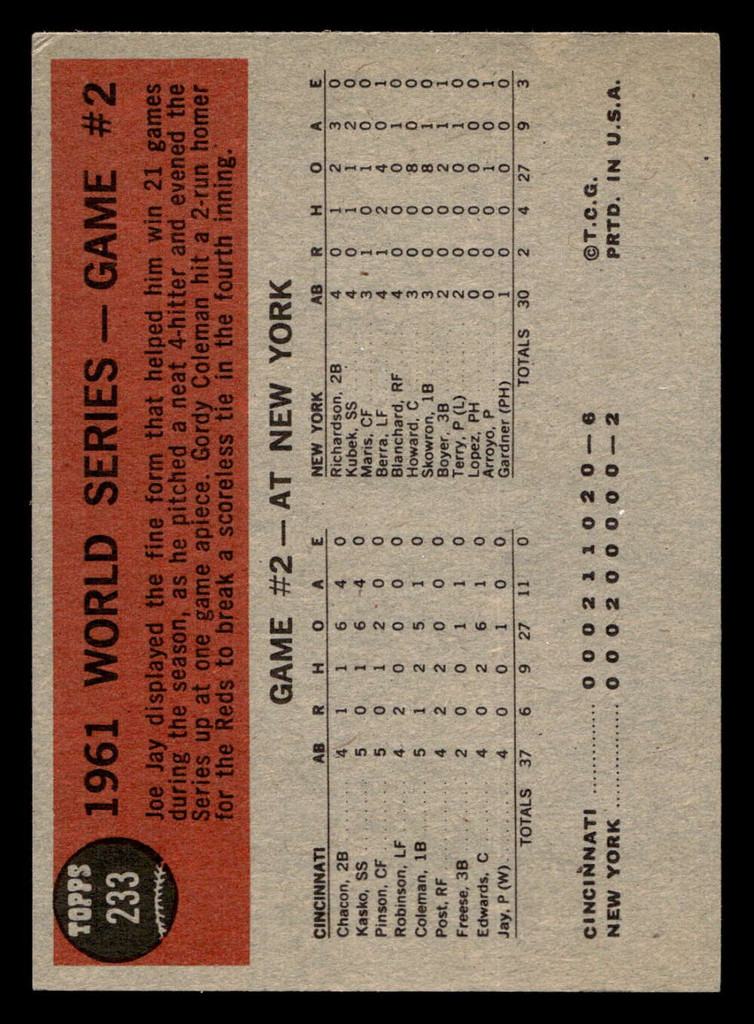 TOPPS
233
1961 WORLD SERIES — GAME #2
Joe Jay displayed the fine form that helped him win 21 games
during the season, as he pitched a neat 4-hitter and evened the
Series up at one game apiece. Gordy Coleman hit a 2-run homer
for the Reds to break a scoreless tie in the fourth inning.
GAME #2 — AT NEW YORK
CINCINNATI AB R H O A E
Chacon, 2B 4 1 1 6 4 0
Kasko, SS 5 0 1 6 4 0
Pinson, CF 5 0 1 2 0 0
Robinson, LF 4 2 0 0 0 0
Coleman, 1B 5 1 2 5 1 0
Post, RF 4 2 2 0 0 0
Freese, 3B 2 0 0 1 1 0
Edwards, C 4 0 2 6 1 0
Jay, P (W) 4 0 0 1 0 0
TOTALS 37 6 9 27 11 0
NEW YORK AB R H O A E
Richardson, 2B 4 0 1 2 3 0
Kubek, SS 4 0 1 1 2 0
Maris, CF 3 1 0 1 0 0
Berra, LF 4 1 2 4 0 1
Blanchard, RF 4 0 0 0 1 0
Howard, C 3 0 0 8 0 0
Skowron, 1B 3 0 0 8 1 0
Boyer, 3B 2 0 0 2 1 1
Terry, P (L) 2 0 0 0 1 0
Lopez, PH 0 0 0 0 0 0
Arroyo, P 0 0 0 1 0 1
Gardner (PH) 1 0 0 0 0 0
TOTALS 30 2 4 27 9 3
CINCINNATI 0 0 0 2 1 1 0 2 0 — 6
NEW YORK 0 0 0 2 0 0 0 0 0 — 2
©T.C.G.
PRTD. IN U.S.A.